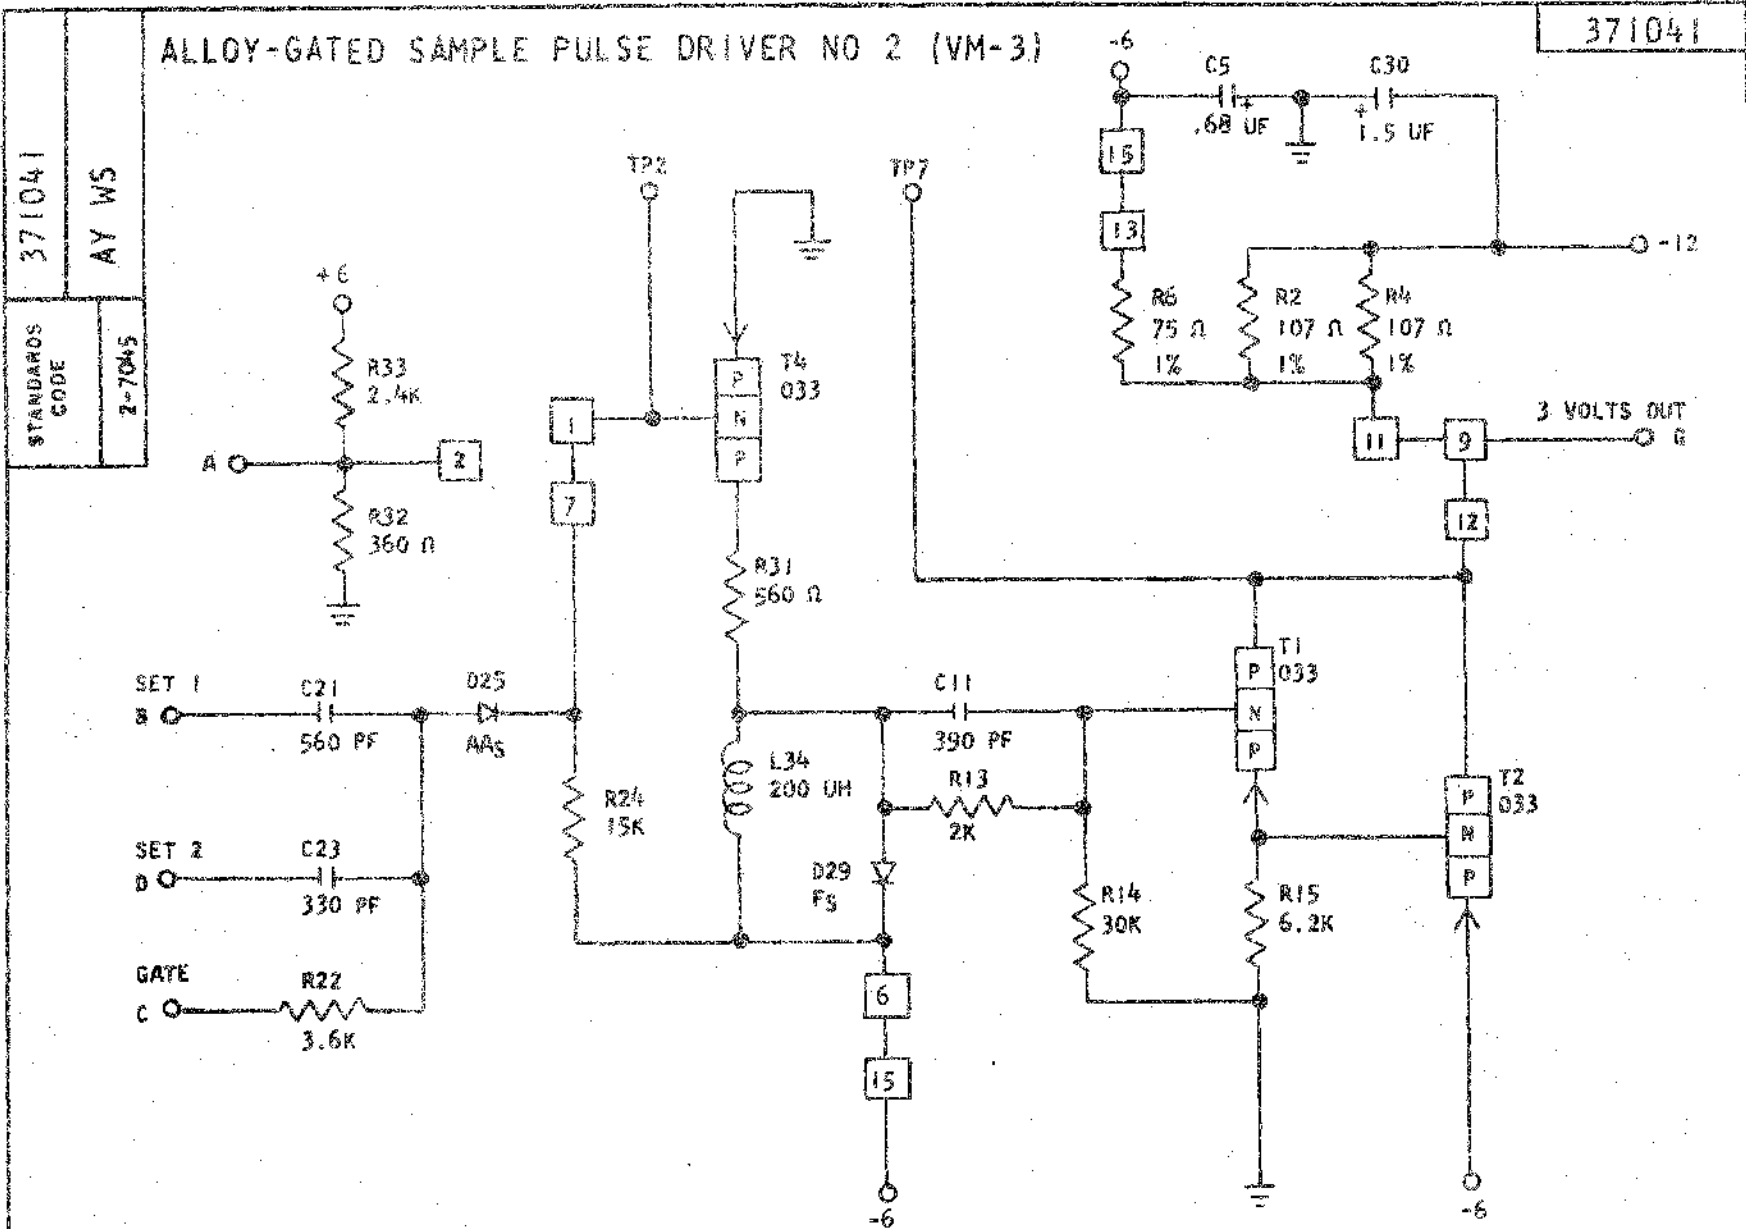 ALLOY-GATED SAMPLE PULSE DRIVER NO 2 (VM-3)
371041
371041
AY WS
STANDARDS
CODE
2-7045
-6
C5
.68 UF
+
C30
+
1.5 UF
15
13
-12
R6
75 Ω
1%
R2
107 Ω
1%
R4
107 Ω
1%
3 VOLTS OUT
G
11
9
12
TP2
TP7
+6
R33
2.4K
A
2
R32
360 Ω
1
7
T4
033
P
N
P
R31
560 Ω
SET 1
B
C21
560 PF
D25
AAS
SET 2
D
C23
330 PF
GATE
C
R22
3.6K
R24
15K
L34
200 UH
C11
390 PF
R13
2K
D29
FS
6
15
-6
R14
30K
R15
6.2K
T1
033
P
N
P
T2
033
P
N
P
-6